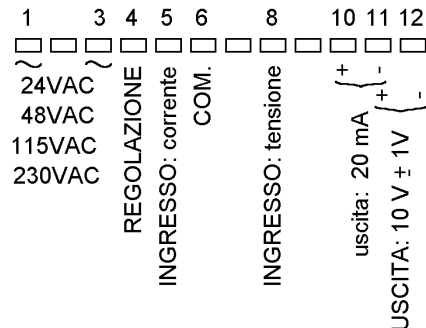 1 3 4 5 6 8 10 11 12
~ ~
24VAC
48VAC
115VAC
230VAC
REGOLAZIONE
INGRESSO: corrente
COM.
INGRESSO: tensione
+ -
uscita: 20 mA
+ -
USCITA: 10 V ± 1V